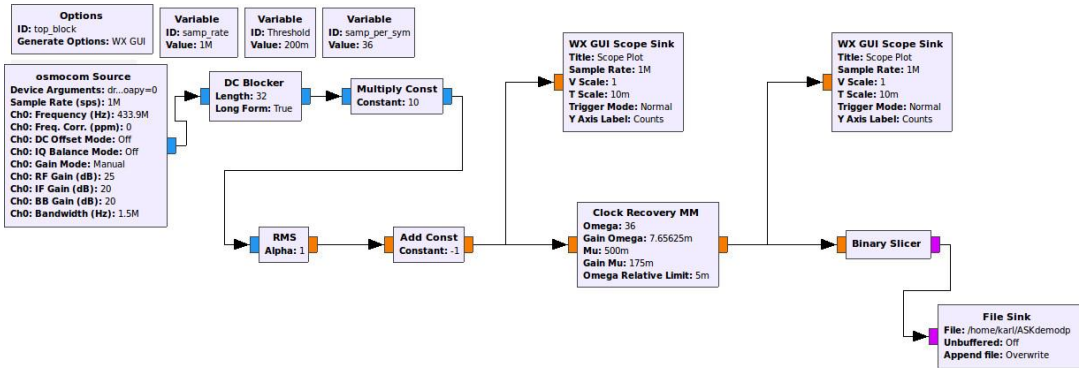 Options
ID: top_block
Generate Options: WX GUI
Variable
ID: samp_rate
Value: 1M
Variable
ID: Threshold
Value: 200m
Variable
ID: samp_per_sym
Value: 36
osmocom Source
Device Arguments: dr...oapy=0
Sample Rate (sps): 1M
Ch0: Frequency (Hz): 433.9M
Ch0: Freq. Corr. (ppm): 0
Ch0: DC Offset Mode: Off
Ch0: IQ Balance Mode: Off
Ch0: Gain Mode: Manual
Ch0: RF Gain (dB): 25
Ch0: IF Gain (dB): 20
Ch0: BB Gain (dB): 20
Ch0: Bandwidth (Hz): 1.5M
DC Blocker
Length: 32
Long Form: True
Multiply Const
Constant: 10
WX GUI Scope Sink
Title: Scope Plot
Sample Rate: 1M
V Scale: 1
T Scale: 10m
Trigger Mode: Normal
Y Axis Label: Counts
WX GUI Scope Sink
Title: Scope Plot
Sample Rate: 1M
V Scale: 1
T Scale: 10m
Trigger Mode: Normal
Y Axis Label: Counts
RMS
Alpha: 1
Add Const
Constant: -1
Clock Recovery MM
Omega: 36
Gain Omega: 7.65625m
Mu: 500m
Gain Mu: 175m
Omega Relative Limit: 5m
Binary Slicer
File Sink
File: /home/karl/ASKdemodp
Unbuffered: Off
Append file: Overwrite